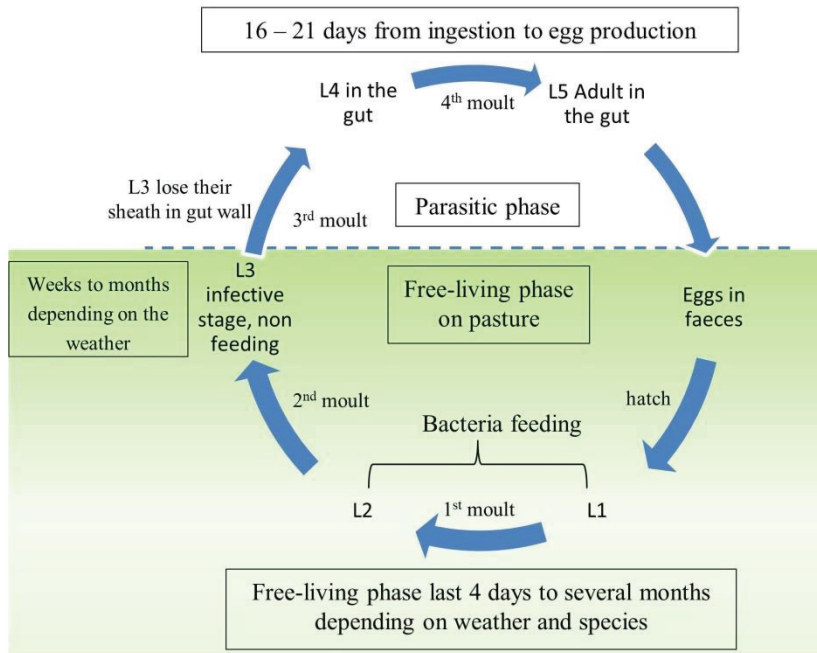 16 – 21 days from ingestion to egg production
L4 in the
gut
4th moult
L5 Adult in
the gut
L3 lose their
sheath in gut wall
3rd moult
Parasitic phase
Weeks to months
depending on the
weather
L3
infective
stage, non
feeding
Free-living phase
on pasture
Eggs in
faeces
2nd moult
hatch
Bacteria feeding
L2
1st moult
L1
Free-living phase last 4 days to several months
depending on weather and species